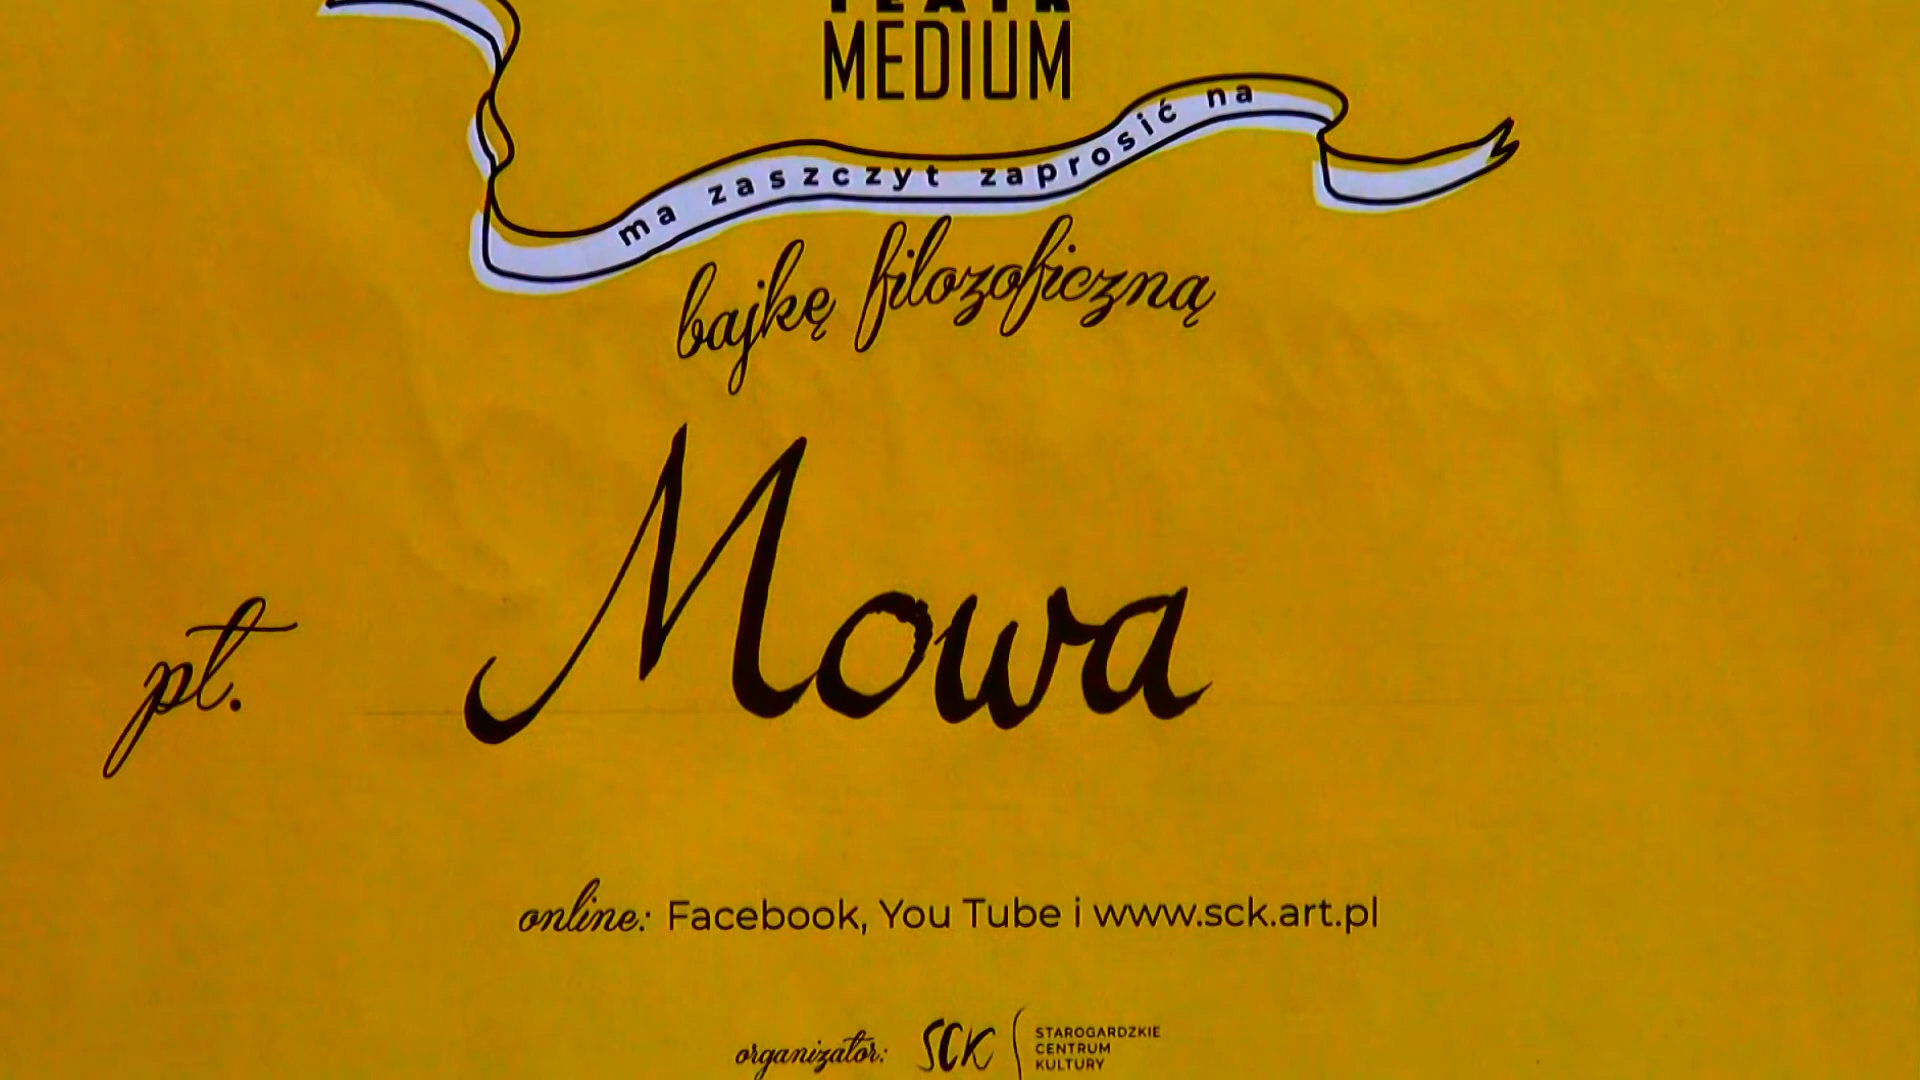 TEATR
MEDIUM
ma zaszczyt zaprosić na
bajkę filozoficzną
pt. Mowa
online: Facebook, You Tube i www.sck.art.pl
organizator: SCK STAROGARDZKIE
CENTRUM
KULTURY